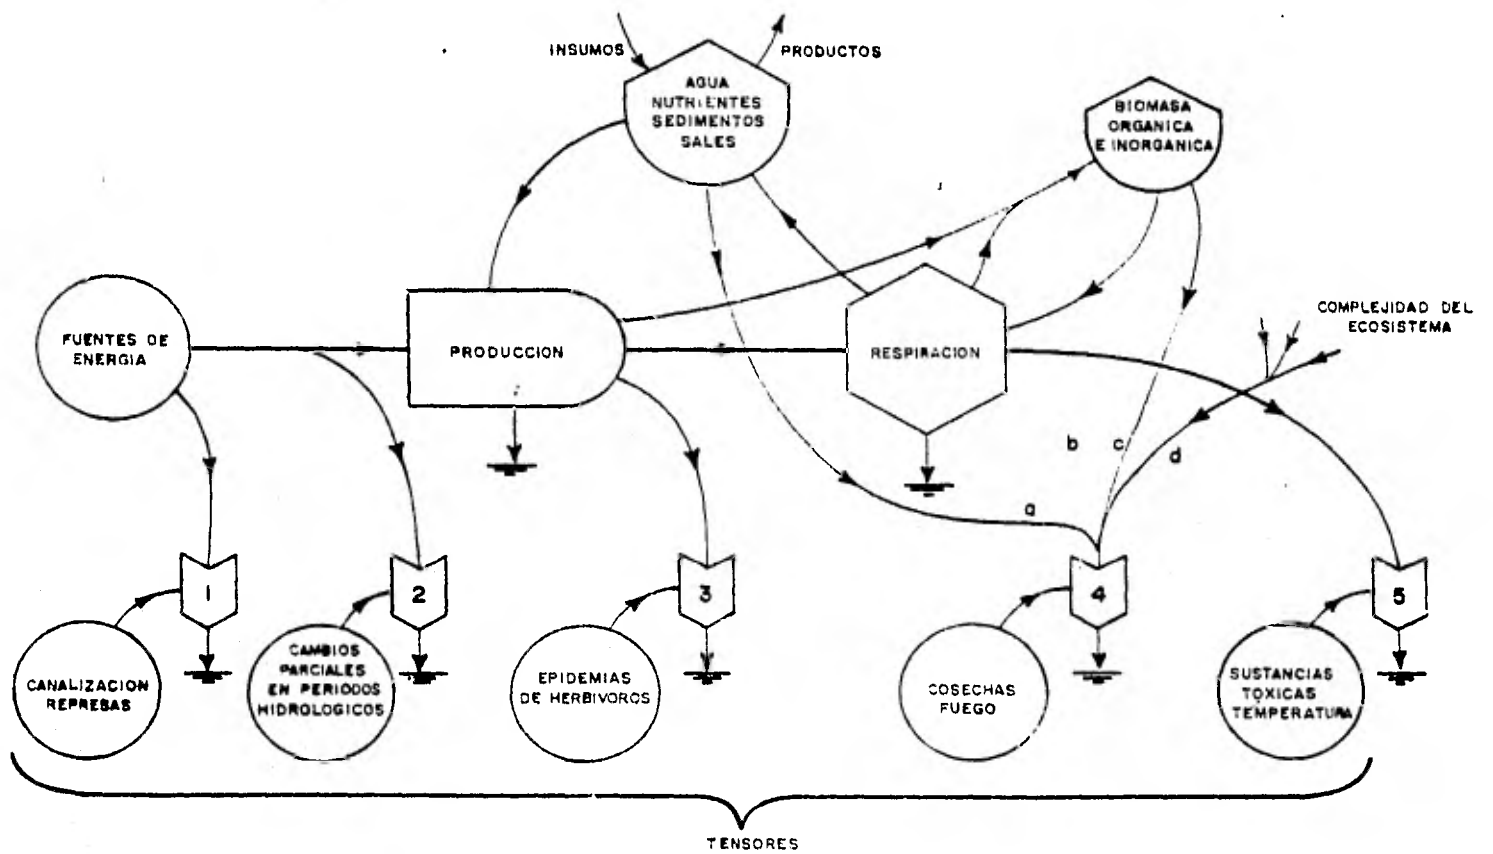 INSUMOS
PRODUCTOS
AGUA
NUTRIENTES
SEDIMENTOS
SALES
BIOMASA
ORGANICA
E INORGANICA
COMPLEJIDAD DEL
ECOSISTEMA
FUENTES DE
ENERGIA
PRODUCCION
RESPIRACION
a
b
c
d
1
2
3
4
5
CANALIZACION
REPRESAS
CAMBIOS
PARCIALES
EN PERIODOS
HIDROLOGICOS
EPIDEMIAS
DE HERBIVOROS
COSECHAS
FUEGO
SUSTANCIAS
TOXICAS
TEMPERATURA
TENSORES